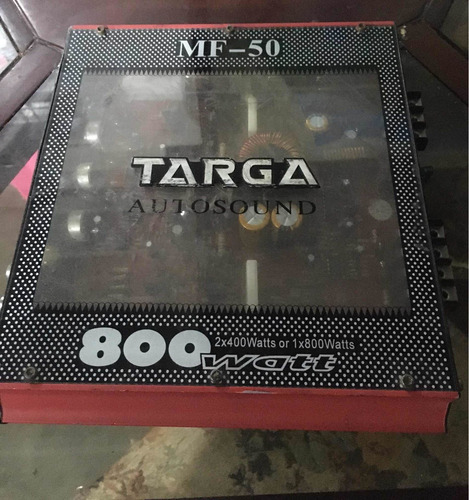 MF-50
TARGA
AUTOSOUND
800 watt
2x400Watts or 1x800Watts